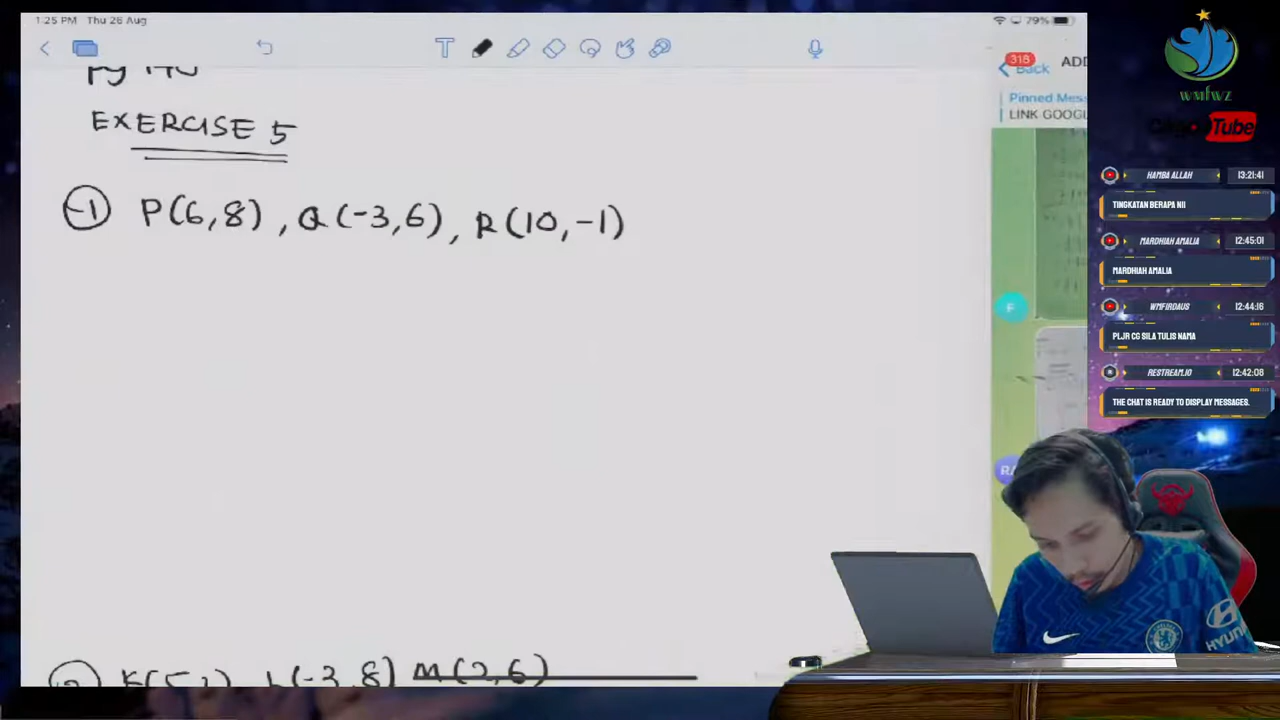 1:25 PM Thu 26 Aug
79%
EXERCISE 5
1 P(6,8), Q(-3,6), R(10,-1)
M(2,6)
318
Back
Pinned
LINK
wmfwz
Tube
HAMBA ALLAH 13:21:41
TINGKATAN BERAPA NII
MARDHIAH AMALIA 12:45:01
MARDHIAH AMALIA
WMFIRDAUS 12:44:16
PLJR CG SILA TULIS NAMA
RESTREAM.IO 12:42:08
THE CHAT IS READY TO DISPLAY MESSAGES.